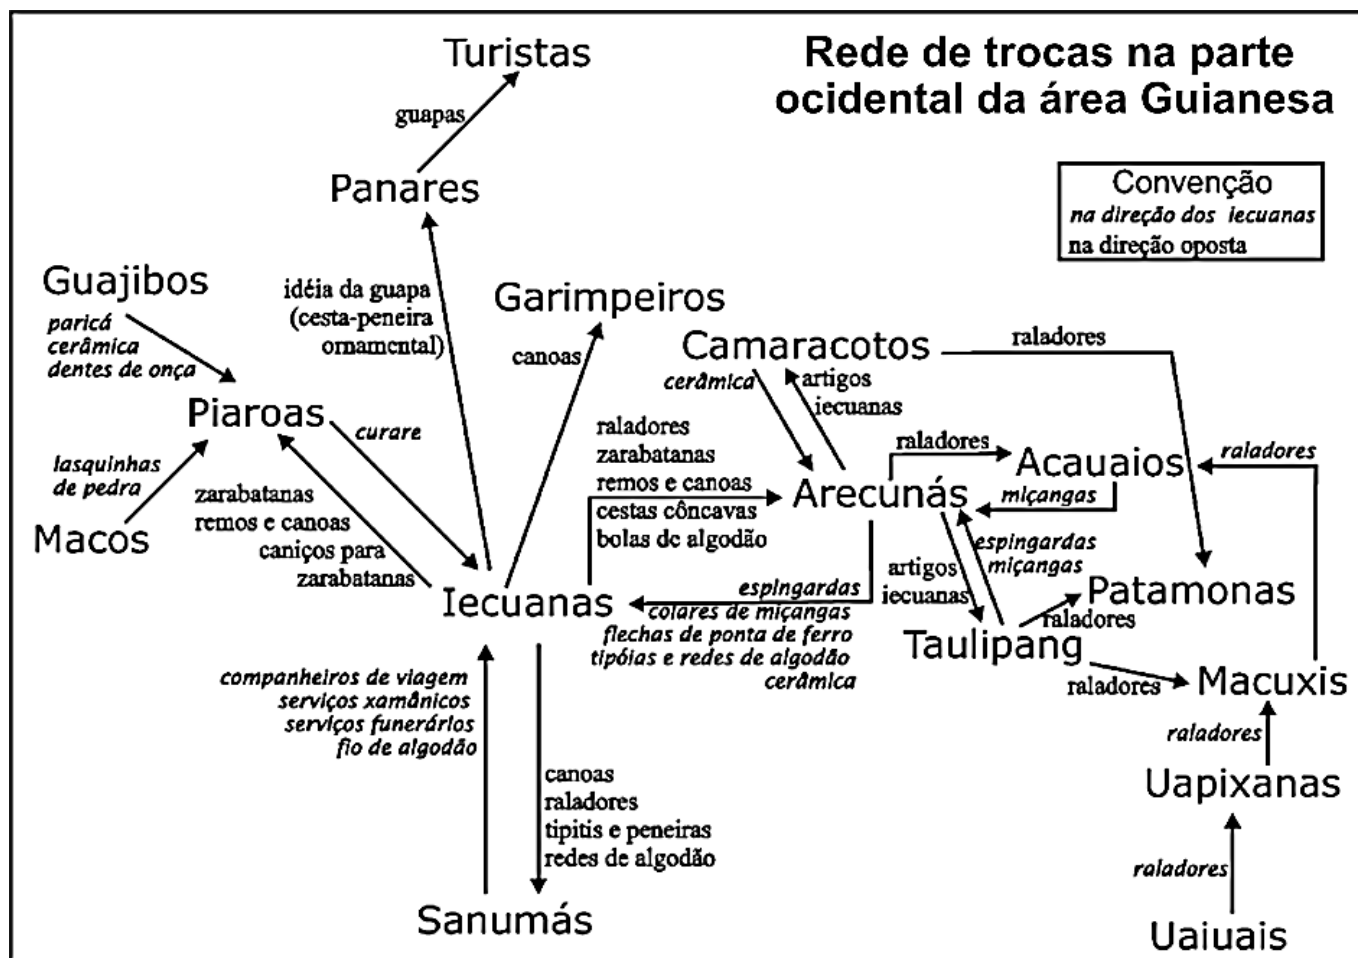 Rede de trocas na parte
ocidental da área Guianesa
Convenção
na direção dos iecuanas
na direção oposta
Turistas
guapas
Panares
Guajibos
paricá
cerâmica
dentes de onça
idéia da guapa
(cesta-peneira
ornamental)
Garimpeiros
canoas
Camaracotos
raladores
cerâmica
artigos
iecuanas
Piaroas
curare
lasquinhas
de pedra
Macos
zarabatanas
remos e canoas
caniços para
zarabatanas
raladores
zarabatanas
remos e canoas
cestas côncavas
bolas de algodão
Arecunás
raladores
Acauaios
miçangas
raladores
espingardas
miçangas
artigos
iecuanas
Patamonas
raladores
Taulipang
raladores
Macuxis
Iecuanas
espingardas
colares de miçangas
flechas de ponta de ferro
tipóias e redes de algodão
cerâmica
companheiros de viagem
serviços xamânicos
serviços funerários
fio de algodão
canoas
raladores
tipitis e peneiras
redes de algodão
Sanumás
raladores
Uapixanas
raladores
Uaiuais